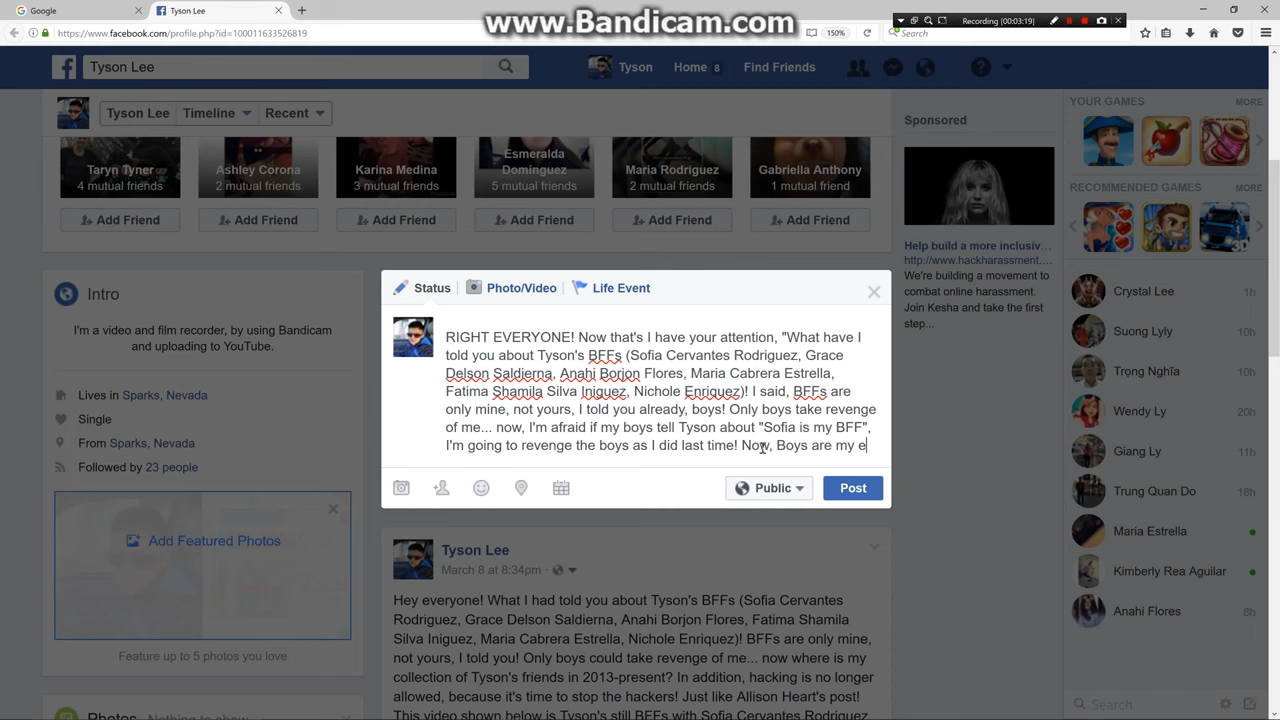 Google
Tyson Lee
www.Bandicam.com
Recording [00:03:19]
https://www.facebook.com/profile.php?id=100011633526819
150%
Search
Tyson Lee
Tyson
Home 8
Find Friends
Tyson Lee
Timeline
Recent
Taryn Tyner
4 mutual friends
Ashley Corona
2 mutual friends
Karina Medina
3 mutual friends
Esmeralda
Dominguez
5 mutual friends
Maria Rodriguez
2 mutual friends
Gabriella Anthony
1 mutual friend
Add Friend
Add Friend
Add Friend
Add Friend
Add Friend
Add Friend
Intro
I'm a video and film recorder, by using Bandicam
and uploading to YouTube.
Lives in Sparks, Nevada
Single
From Sparks, Nevada
Followed by 2163 people
Add Featured Photos
Feature up to 5 photos you love
Photos Nothing to show
Status
Photo/Video
Life Event
RIGHT EVERYONE! Now that's I have your attention, "What have I
told you about Tyson's BFFs (Sofia Cervantes Rodriguez, Grace
Delson Saldierna, Anahi Borjon Flores, Maria Cabrera Estrella,
Fatima Shamila Silva Iniguez, Nichole Enriquez)! I said, BFFs are
only mine, not yours, I told you already, boys! Only boys take revenge
of me... now, I'm afraid if my boys tell Tyson about "Sofia is my BFF",
I'm going to revenge the boys as I did last time! Now, Boys are my e
Public
Post
Tyson Lee
March 8 at 8:34pm
Hey everyone! What I had told you about Tyson's BFFs (Sofia Cervantes
Rodriguez, Grace Delson Saldierna, Anahi Borjon Flores, Fatima Shamila
Silva Iniguez, Maria Cabrera Estrella, Nichole Enriquez)! BFFs are only mine,
not yours, I told you! Only boys could take revenge of me... now where is my
collection of Tyson's friends in 2013-present? In addition, hacking is no longer
allowed, because it's time to stop the hackers! Just like Allison Heart's post!
This video shown below is Tyson's still BFFs with Sofia Cervantes
Sponsored
Help build a more inclusiv...
http://www.hackharassment....
We're building a movement to
combat online harassment.
Join Kesha and take the first
step...
YOUR GAMES
MORE
RECOMMENDED GAMES
MORE
Crystal Lee
1h
Suong Lyly
1h
Trọng Nghĩa
10h
Wendy Ly
20h
Giang Ly
11h
Trung Quan Do
18h
Maria Estrella
Kimberly Rea Aguilar
Anahi Flores
8h
Search